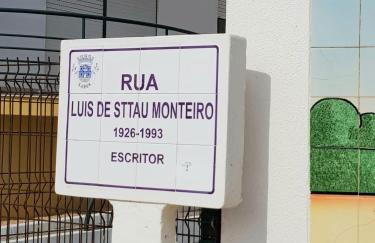 RUA
LUIS DE STTAU MONTEIRO
1926-1993
ESCRITOR